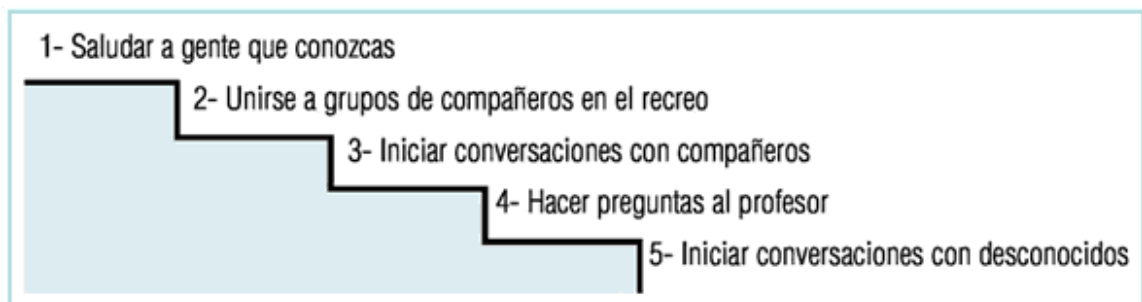 1- Saludar a gente que conozcas
2- Unirse a grupos de compañeros en el recreo
3- Iniciar conversaciones con compañeros
4- Hacer preguntas al profesor
5- Iniciar conversaciones con desconocidos